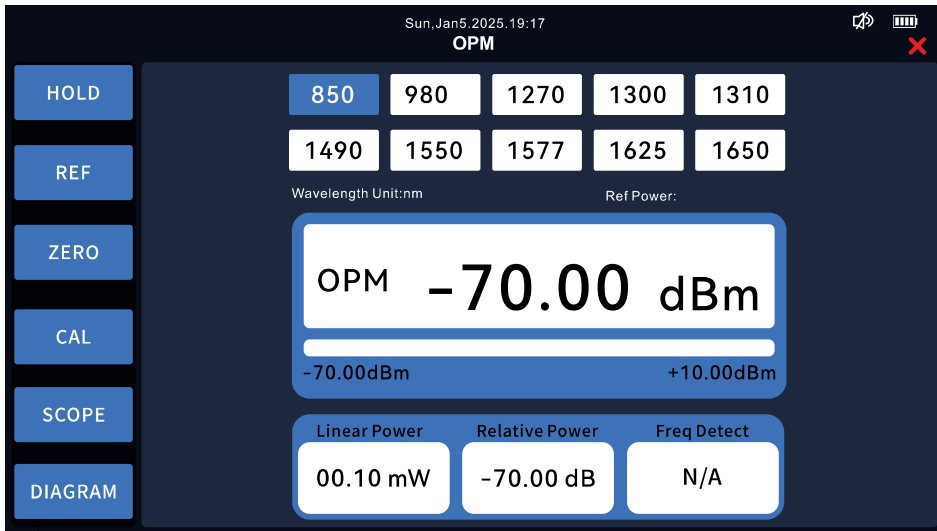 Sun,Jan5.2025.19:17
OPM
HOLD
REF
ZERO
CAL
SCOPE
DIAGRAM
850 980 1270 1300 1310
1490 1550 1577 1625 1650
Wavelength Unit:nm Ref Power:
OPM -70.00 dBm
-70.00dBm +10.00dBm
Linear Power Relative Power Freq Detect
00.10 mW -70.00 dB N/A